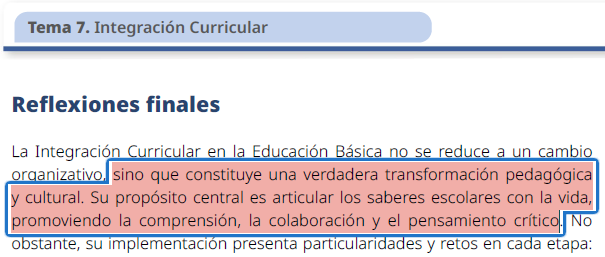 Tema 7. Integración Curricular
Reflexiones finales
La Integración Curricular en la Educación Básica no se reduce a un cambio
organizativo, sino que constituye una verdadera transformación pedagógica
y cultural. Su propósito central es articular los saberes escolares con la vida,
promoviendo la comprensión, la colaboración y el pensamiento crítico. No
obstante, su implementación presenta particularidades y retos en cada etapa: